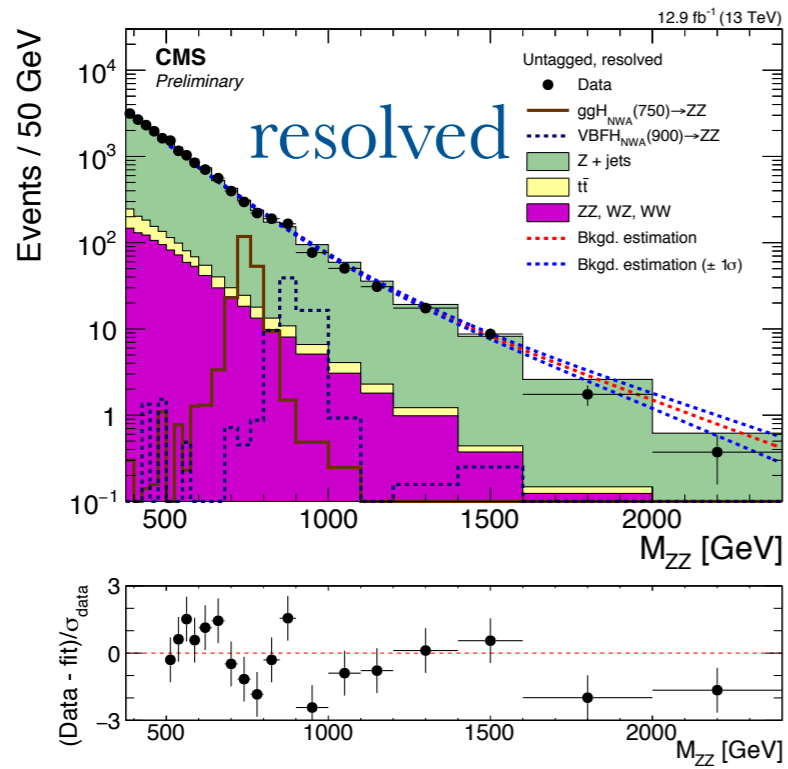 12.9 fb⁻¹ (13 TeV)
CMS
Preliminary
resolved
Untagged, resolved
Data
ggH_NWA(750)→ZZ
VBFH_NWA(900)→ZZ
Z + jets
tt̄
ZZ, WZ, WW
Bkgd. estimation
Bkgd. estimation (± 1σ)
Events / 50 GeV
10⁴
10³
10²
10
1
10⁻¹
500 1000 1500 2000
M_ZZ [GeV]
(Data - fit)/σ_data
3
0
−3
500 1000 1500 2000
M_ZZ [GeV]